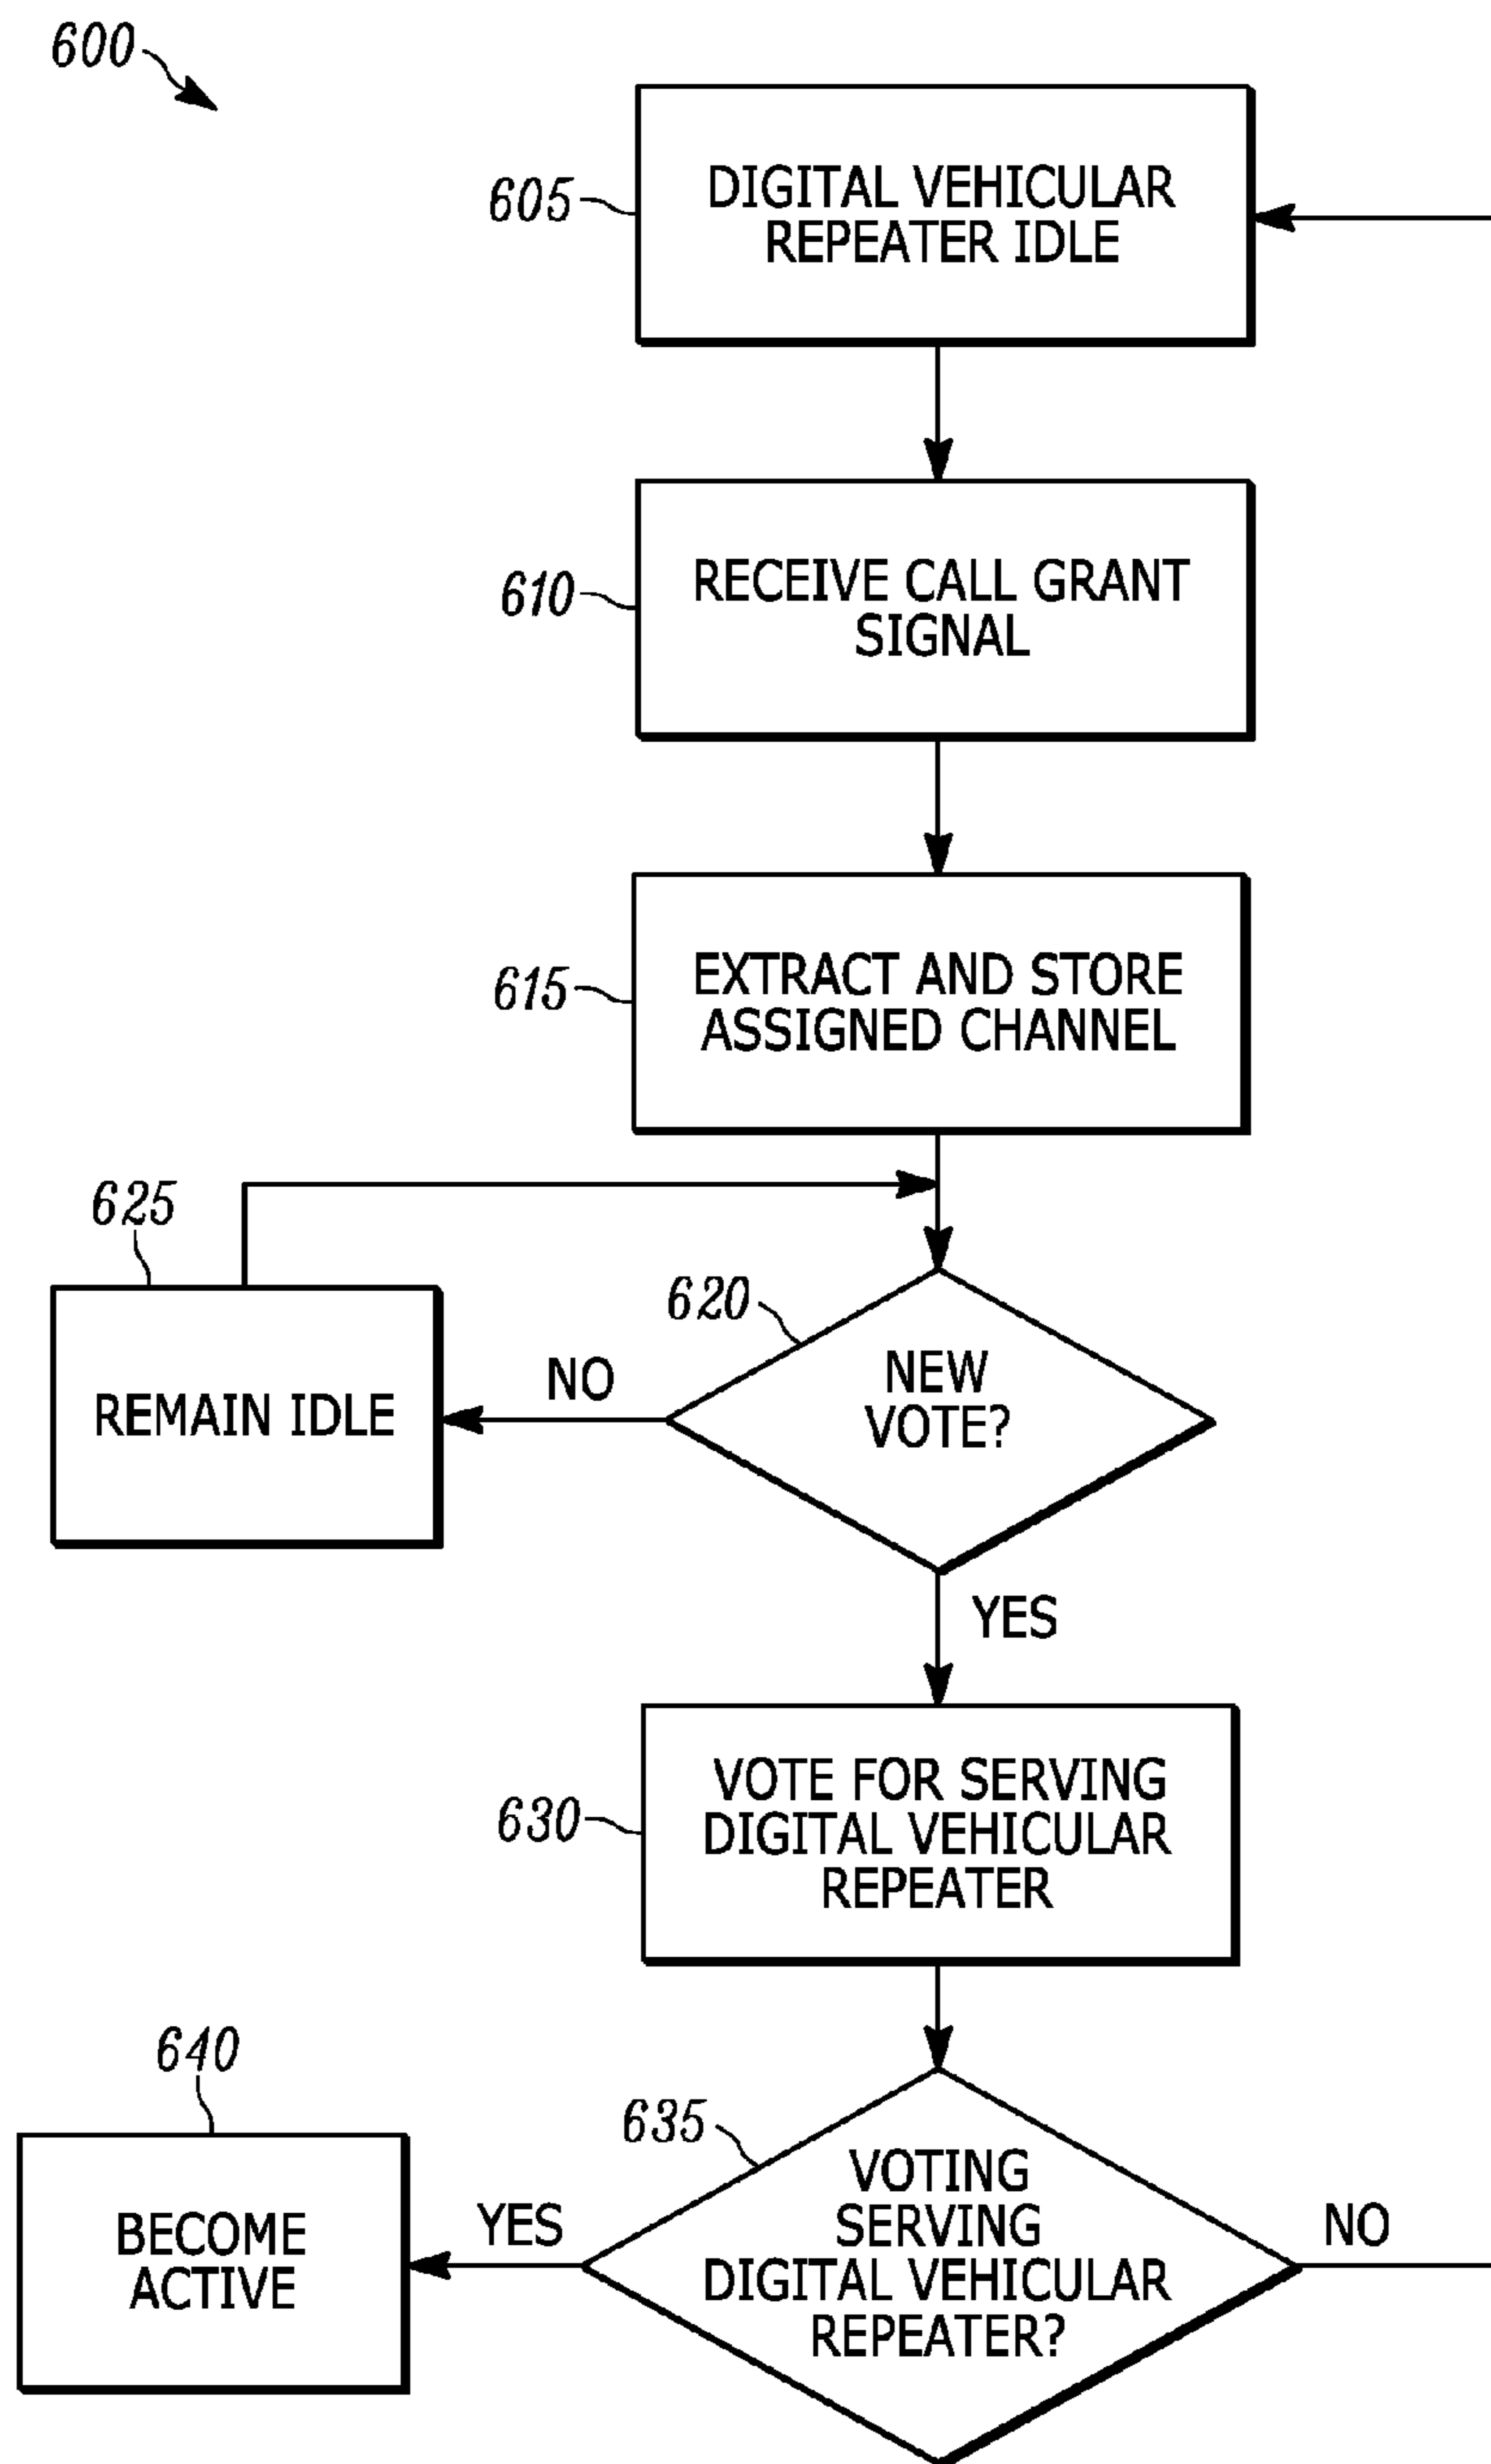 600
605
DIGITAL VEHICULAR
REPEATER IDLE
610
RECEIVE CALL GRANT
SIGNAL
615
EXTRACT AND STORE
ASSIGNED CHANNEL
625
REMAIN IDLE
NO
620
NEW
VOTE?
YES
630
VOTE FOR SERVING
DIGITAL VEHICULAR
REPEATER
640
BECOME
ACTIVE
YES
635
VOTING
SERVING
DIGITAL VEHICULAR
REPEATER?
NO